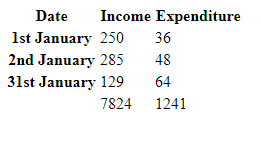 Date Income Expenditure
1st January 250 36
2nd January 285 48
31st January 129 64
7824 1241